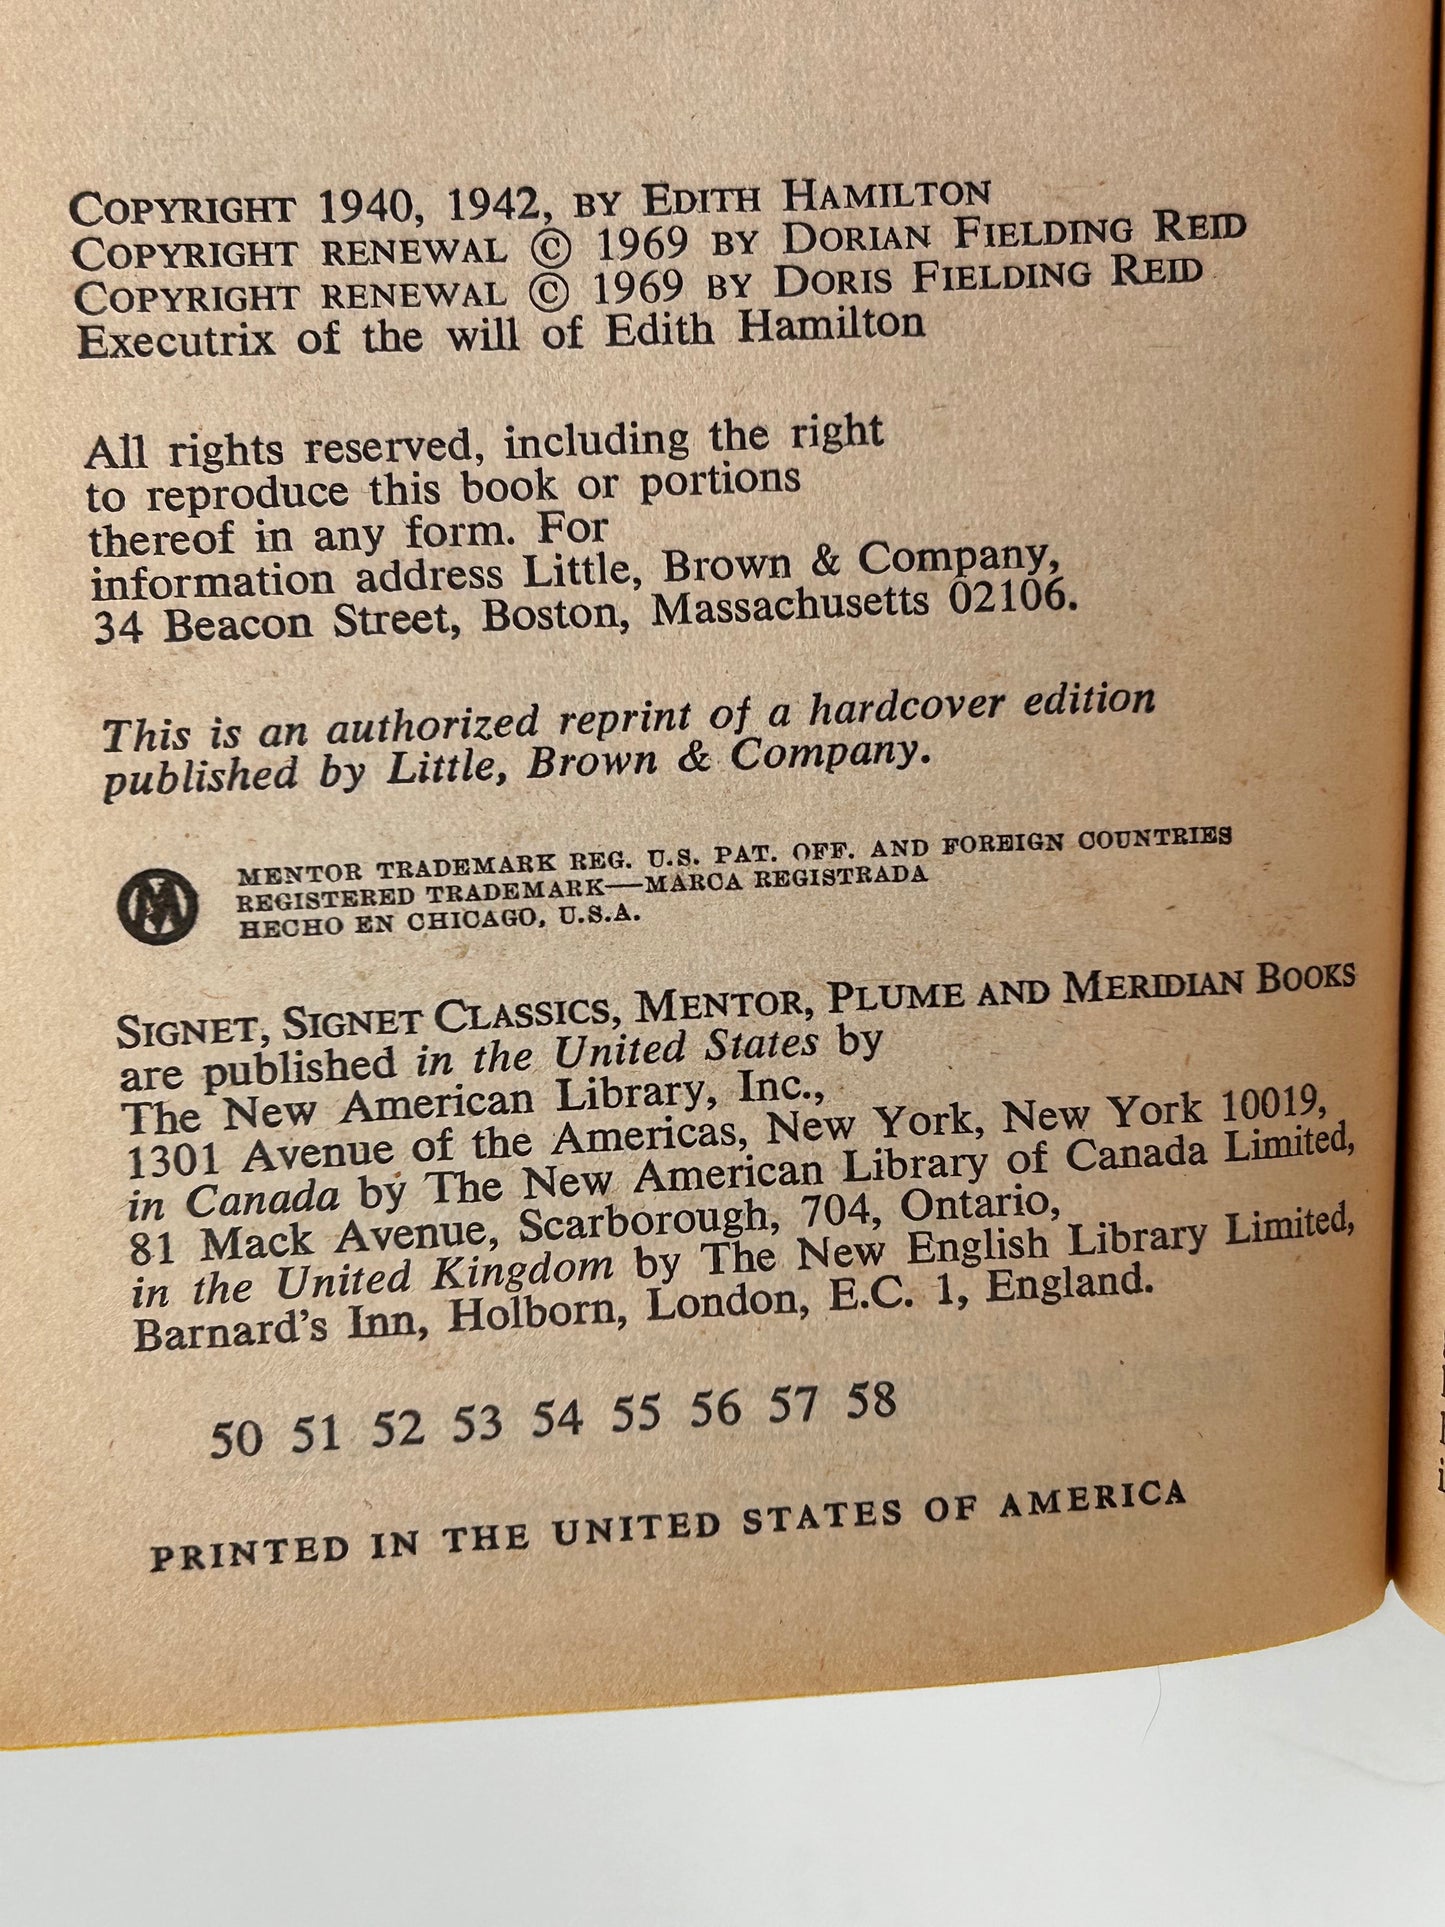 COPYRIGHT 1940, 1942, BY EDITH HAMILTON
COPYRIGHT RENEWAL © 1969 BY DORIAN FIELDING REID
COPYRIGHT RENEWAL © 1969 BY DORIS FIELDING REID
Executrix of the will of Edith Hamilton
All rights reserved, including the right
to reproduce this book or portions
thereof in any form. For
information address Little, Brown & Company,
34 Beacon Street, Boston, Massachusetts 02106.
This is an authorized reprint of a hardcover edition
published by Little, Brown & Company.
M
MENTOR TRADEMARK REG. U.S. PAT. OFF. AND FOREIGN COUNTRIES
REGISTERED TRADEMARK—MARCA REGISTRADA
HECHO EN CHICAGO, U.S.A.
SIGNET, SIGNET CLASSICS, MENTOR, PLUME AND MERIDIAN BOOKS
are published in the United States by
The New American Library, Inc.,
1301 Avenue of the Americas, New York, New York 10019,
in Canada by The New American Library of Canada Limited,
81 Mack Avenue, Scarborough, 704, Ontario,
in the United Kingdom by The New English Library Limited,
Barnard's Inn, Holborn, London, E.C. 1, England.
50 51 52 53 54 55 56 57 58
PRINTED IN THE UNITED STATES OF AMERICA